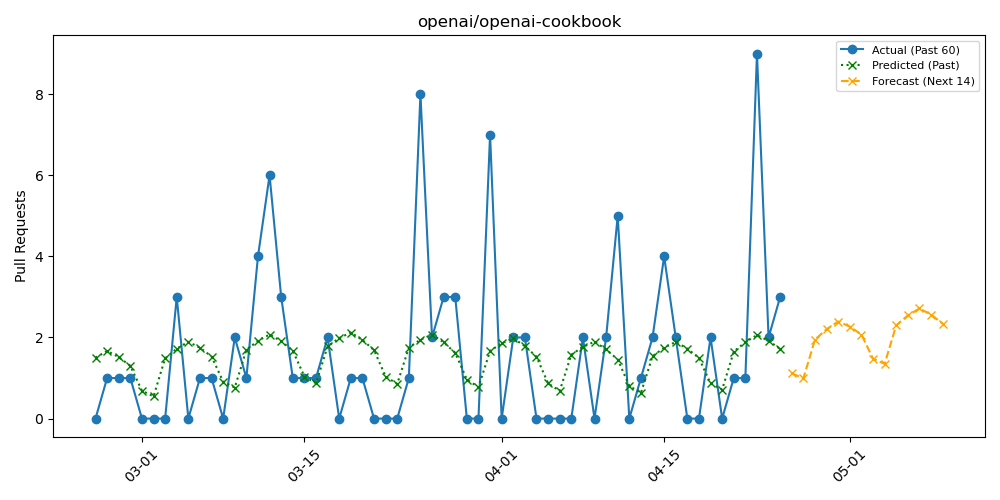 openai/openai-cookbook
Actual (Past 60)
Predicted (Past)
Forecast (Next 14)
Pull Requests
8
6
4
2
0
03-01
03-15
04-01
04-15
05-01